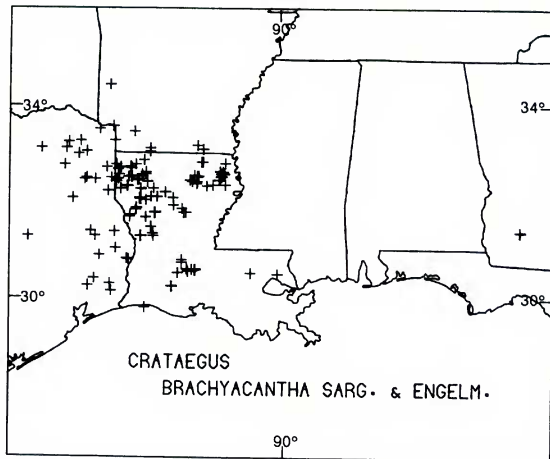 90°
34° 34°
30° 30°
CRATAEGUS
BRACHYACANTHA SARG. & ENGELM.
90°